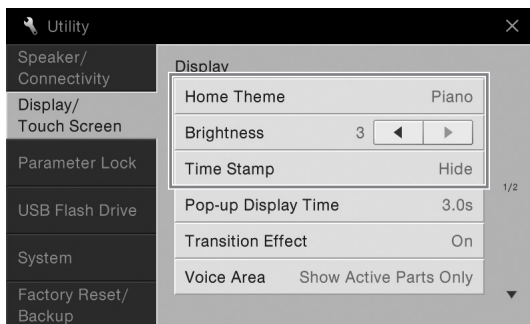 Utility
Speaker/
Connectivity
Display/
Touch Screen
Parameter Lock
USB Flash Drive
System
Factory Reset/
Backup
Display
Home Theme Piano
Brightness 3
Time Stamp Hide
Pop-up Display Time 3.0s
Transition Effect On
Voice Area Show Active Parts Only
1/2